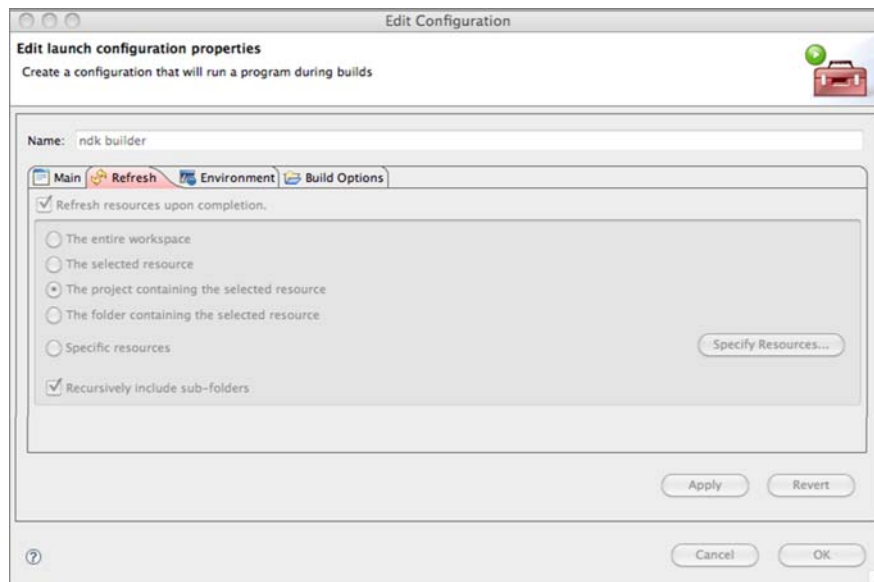 Edit Configuration
Edit launch configuration properties
Create a configuration that will run a program during builds
Name: ndk builder
Main Refresh Environment Build Options
Refresh resources upon completion.
The entire workspace
The selected resource
The project containing the selected resource
The folder containing the selected resource
Specific resources Specify Resources...
Recursively include sub-folders
Apply Revert
? Cancel OK